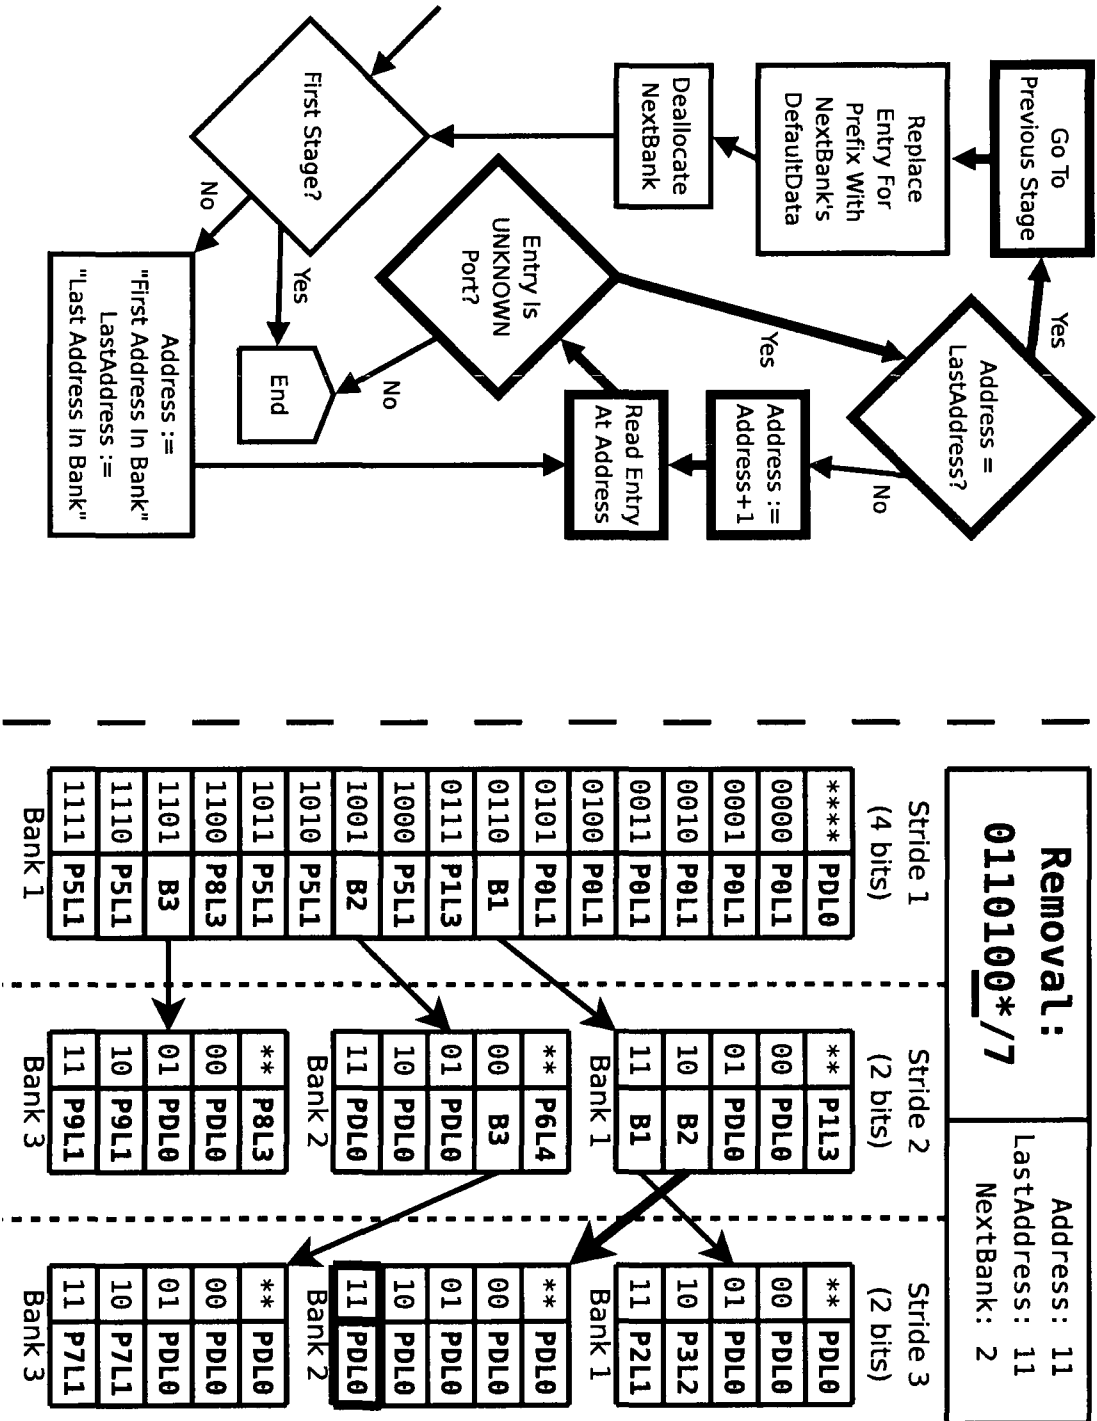 Go To
Previous Stage
Yes
Address =
LastAddress?
Replace
Entry For
Prefix With
NextBank's
DefaultData
No
Yes
Address :=
Address+1
Deallocate
NextBank
Entry Is
UNKNOWN
Port?
Read Entry
At Address
First Stage?
No
Yes
No
End
Address :=
"First Address In Bank"
LastAddress :=
"Last Address In Bank"
Removal:
0110100*/7
Address: 11
LastAddress: 11
NextBank: 2
Stride 1
(4 bits)
**** PDL0
0000 P0L1
0001 P0L1
0010 P0L1
0011 P0L1
0100 P0L1
0101 P0L1
0110 B1
0111 P1L3
1000 P5L1
1001 B2
1010 P5L1
1011 P5L1
1100 P8L3
1101 B3
1110 P5L1
1111 P5L1
Bank 1
Stride 2
(2 bits)
** P1L3
00 PDL0
01 PDL0
10 B2
11 B1
Bank 1
** P6L4
00 B3
01 PDL0
10 PDL0
11 PDL0
Bank 2
** P8L3
00 PDL0
01 PDL0
10 P9L1
11 P9L1
Bank 3
Stride 3
(2 bits)
** PDL0
00 PDL0
01 PDL0
10 P3L2
11 P2L1
Bank 1
** PDL0
00 PDL0
01 PDL0
10 PDL0
11 PDL0
Bank 2
** PDL0
00 PDL0
01 PDL0
10 P7L1
11 P7L1
Bank 3